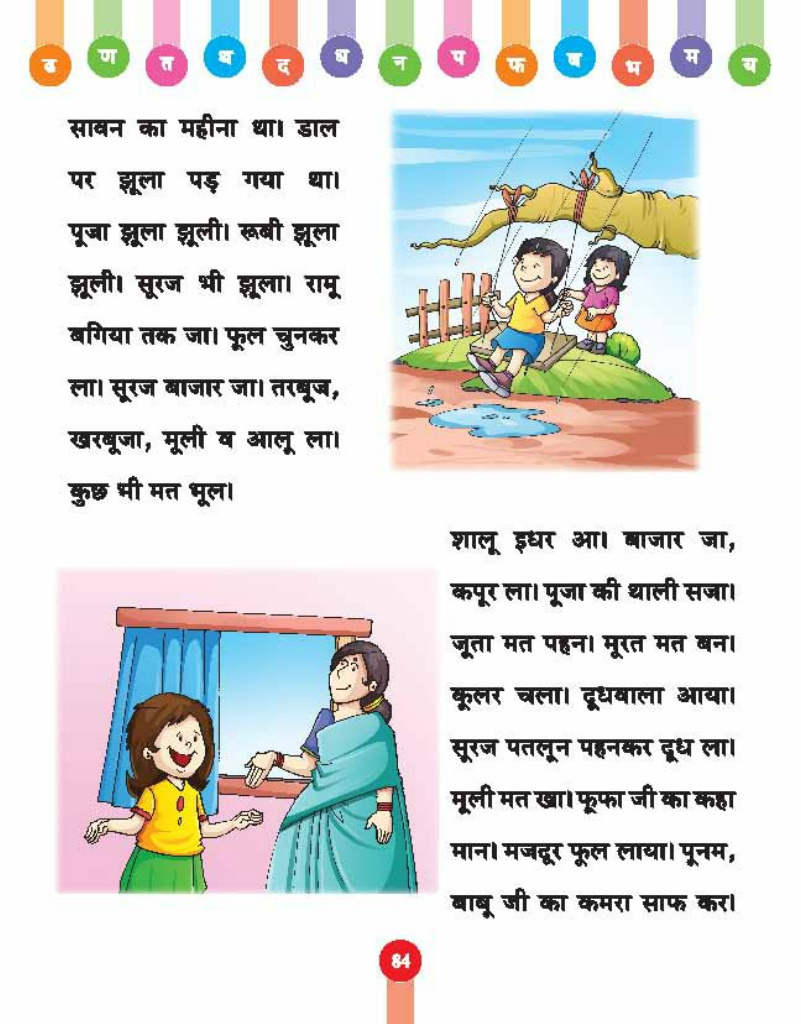 ढ ण त थ द ध न प फ ब भ म य
सावन का महीना था। डाल
पर झूला पड़ गया था।
पूजा झूला झूली। रूबी झूला
झूली। सूरज भी झूला। रामू
बगिया तक जा। फूल चुनकर
ला। सूरज बाजार जा। तरबूज,
खरबूजा, मूली व आलू ला।
कुछ भी मत भूल।
शालू इधर आ। बाजार जा,
कपूर ला। पूजा की थाली सजा।
जूता मत पहन। मूरत मत बन।
कूलर चला। दूधवाला आया।
सूरज पतलून पहनकर दूध ला।
मूली मत खा। फूफा जी का कहा
मान। मजदूर फूल लाया। पूनम,
बाबू जी का कमरा साफ कर।
84